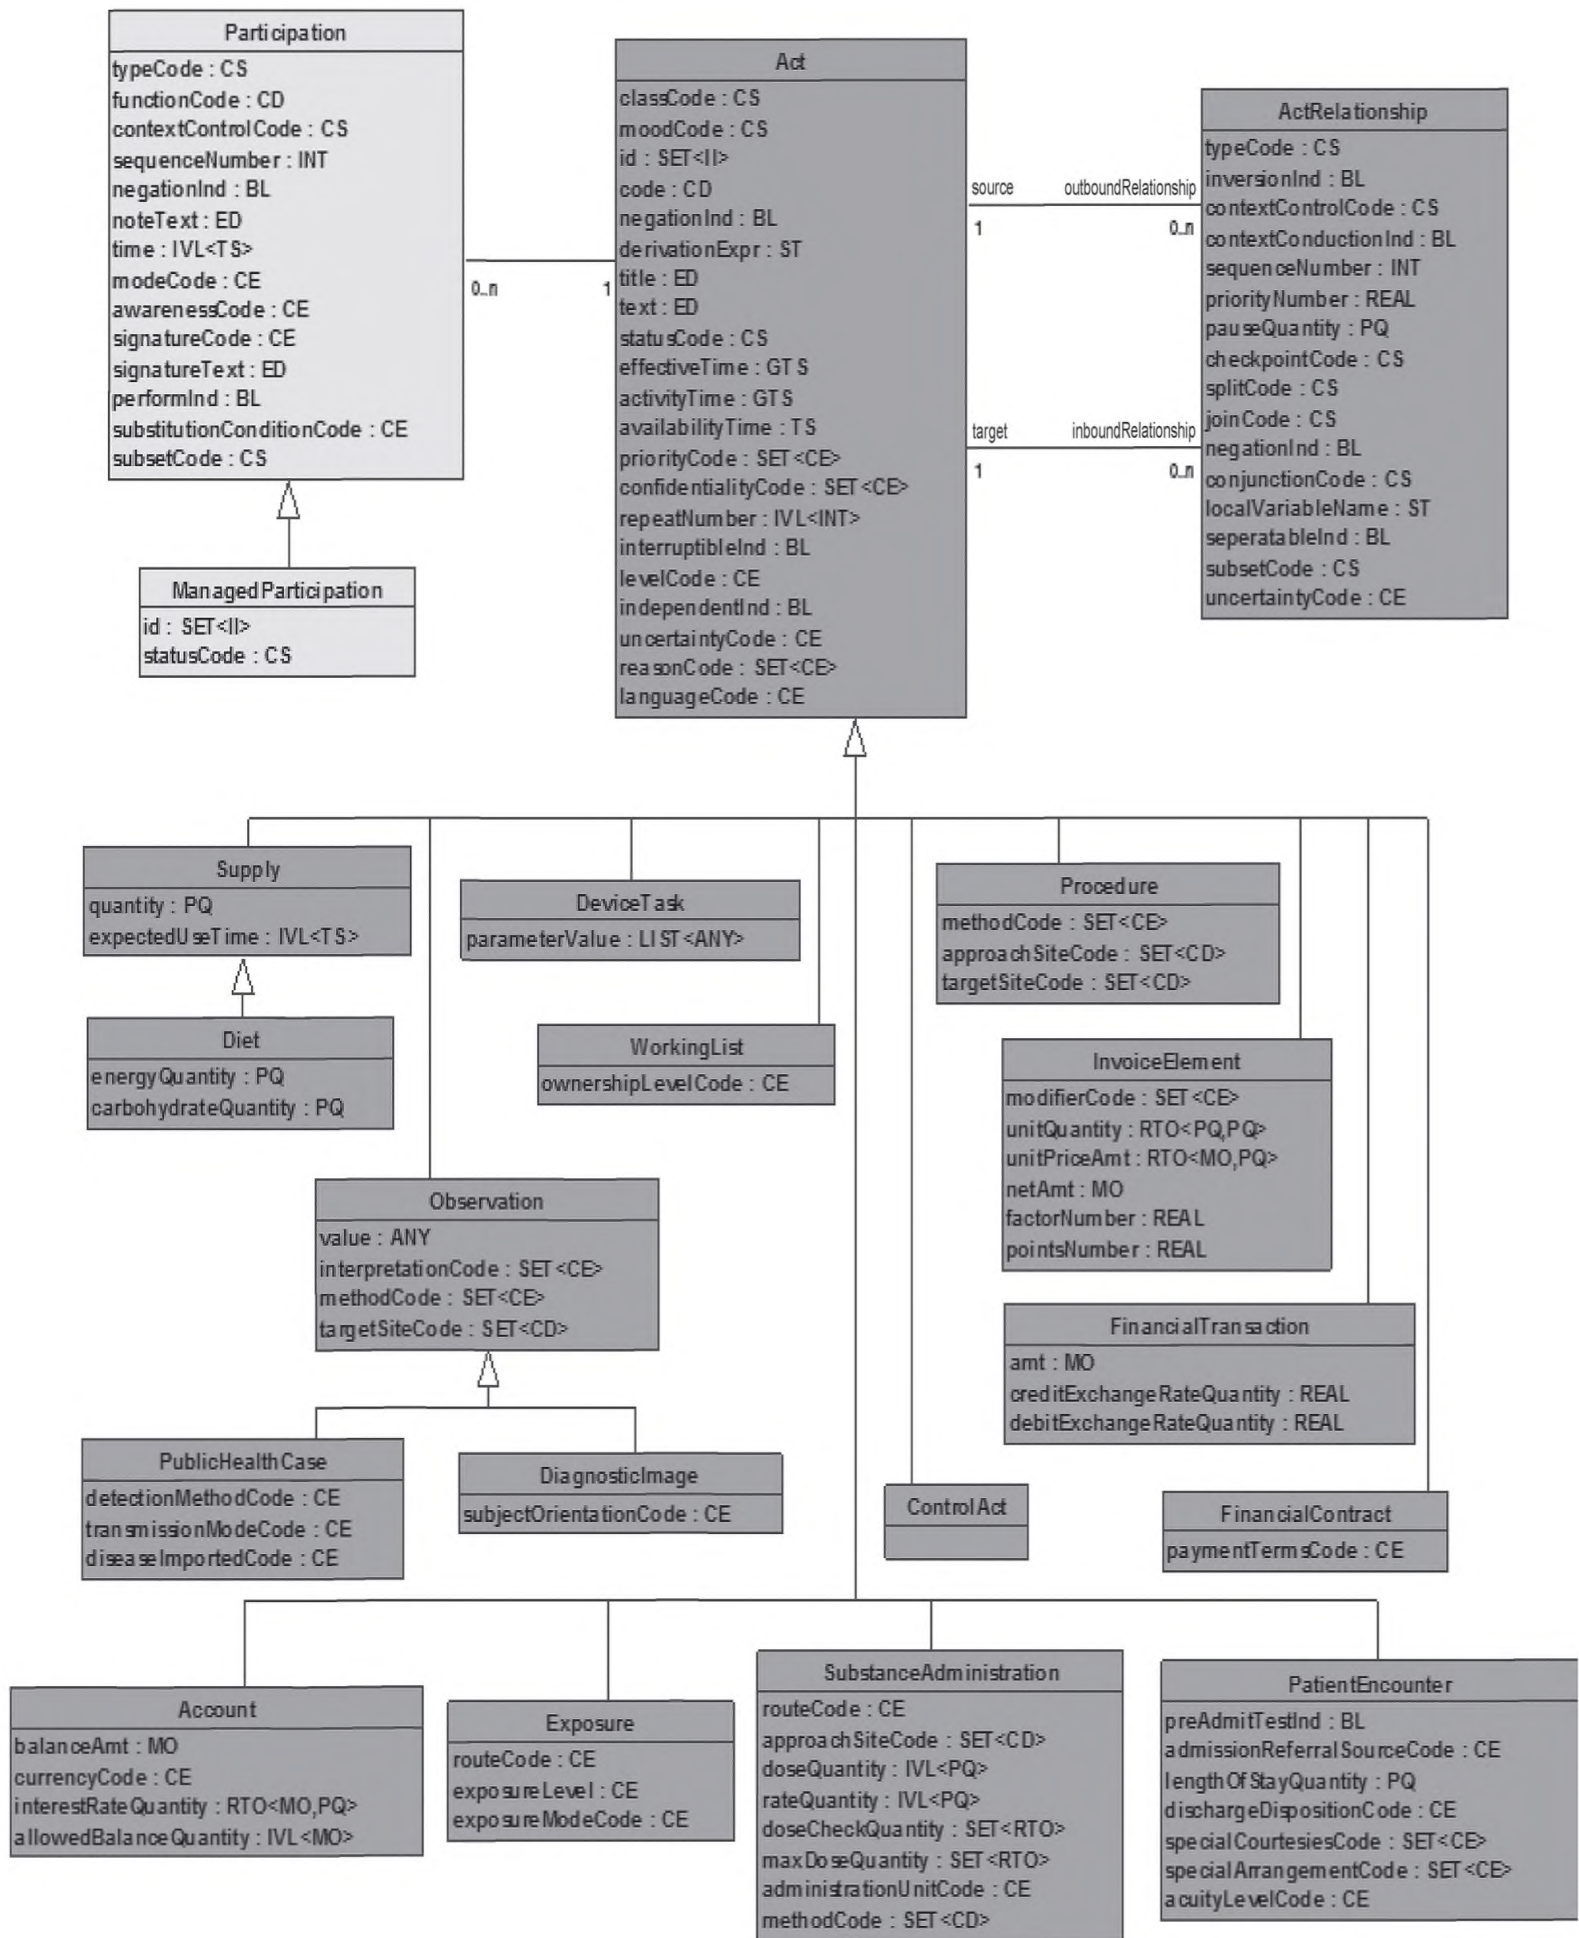 Participation
typeCode : CS
functionCode : CD
contextControlCode : CS
sequenceNumber : INT
negationInd : BL
noteText : ED
time : IVL<TS>
modeCode : CE
awarenessCode : CE
signatureCode : CE
signatureText : ED
performInd : BL
substitutionConditionCode : CE
subsetCode : CS
ManagedParticipation
id : SET<II>
statusCode : CS
0..n
1
Act
classCode : CS
moodCode : CS
id : SET<II>
code : CD
negationInd : BL
derivationExpr : ST
title : ED
text : ED
statusCode : CS
effectiveTime : GTS
activityTime : GTS
availabilityTime : TS
priorityCode : SET<CE>
confidentialityCode : SET<CE>
repeatNumber : IVL<INT>
interruptibleInd : BL
levelCode : CE
independentInd : BL
uncertaintyCode : CE
reasonCode : SET<CE>
languageCode : CE
source outboundRelationship
1 0..n
target inboundRelationship
1 0..n
ActRelationship
typeCode : CS
inversionInd : BL
contextControlCode : CS
contextConductionInd : BL
sequenceNumber : INT
priorityNumber : REAL
pauseQuantity : PQ
checkpointCode : CS
splitCode : CS
joinCode : CS
negationInd : BL
conjunctionCode : CS
localVariableName : ST
seperatableInd : BL
subsetCode : CS
uncertaintyCode : CE
Supply
quantity : PQ
expectedUseTime : IVL<TS>
Diet
energyQuantity : PQ
carbohydrateQuantity : PQ
DeviceTask
parameterValue : LIST<ANY>
WorkingList
ownershipLevelCode : CE
Procedure
methodCode : SET<CE>
approachSiteCode : SET<CD>
targetSiteCode : SET<CD>
InvoiceElement
modifierCode : SET<CE>
unitQuantity : RTO<PQ,PQ>
unitPriceAmt : RTO<MO,PQ>
netAmt : MO
factorNumber : REAL
pointsNumber : REAL
Observation
value : ANY
interpretationCode : SET<CE>
methodCode : SET<CE>
targetSiteCode : SET<CD>
FinancialTransaction
amt : MO
creditExchangeRateQuantity : REAL
debitExchangeRateQuantity : REAL
PublicHealthCase
detectionMethodCode : CE
transmissionModeCode : CE
diseaseImportedCode : CE
DiagnosticImage
subjectOrientationCode : CE
ControlAct
FinancialContract
paymentTermsCode : CE
Account
balanceAmt : MO
currencyCode : CE
interestRateQuantity : RTO<MO,PQ>
allowedBalanceQuantity : IVL<MO>
Exposure
routeCode : CE
exposureLevel : CE
exposureModeCode : CE
SubstanceAdministration
routeCode : CE
approachSiteCode : SET<CD>
doseQuantity : IVL<PQ>
rateQuantity : IVL<PQ>
doseCheckQuantity : SET<RTO>
maxDoseQuantity : SET<RTO>
administrationUnitCode : CE
methodCode : SET<CD>
PatientEncounter
preAdmitTestInd : BL
admissionReferralSourceCode : CE
lengthOfStayQuantity : PQ
dischargeDispositionCode : CE
specialCourtesiesCode : SET<CE>
specialArrangementCode : SET<CE>
acuityLevelCode : CE